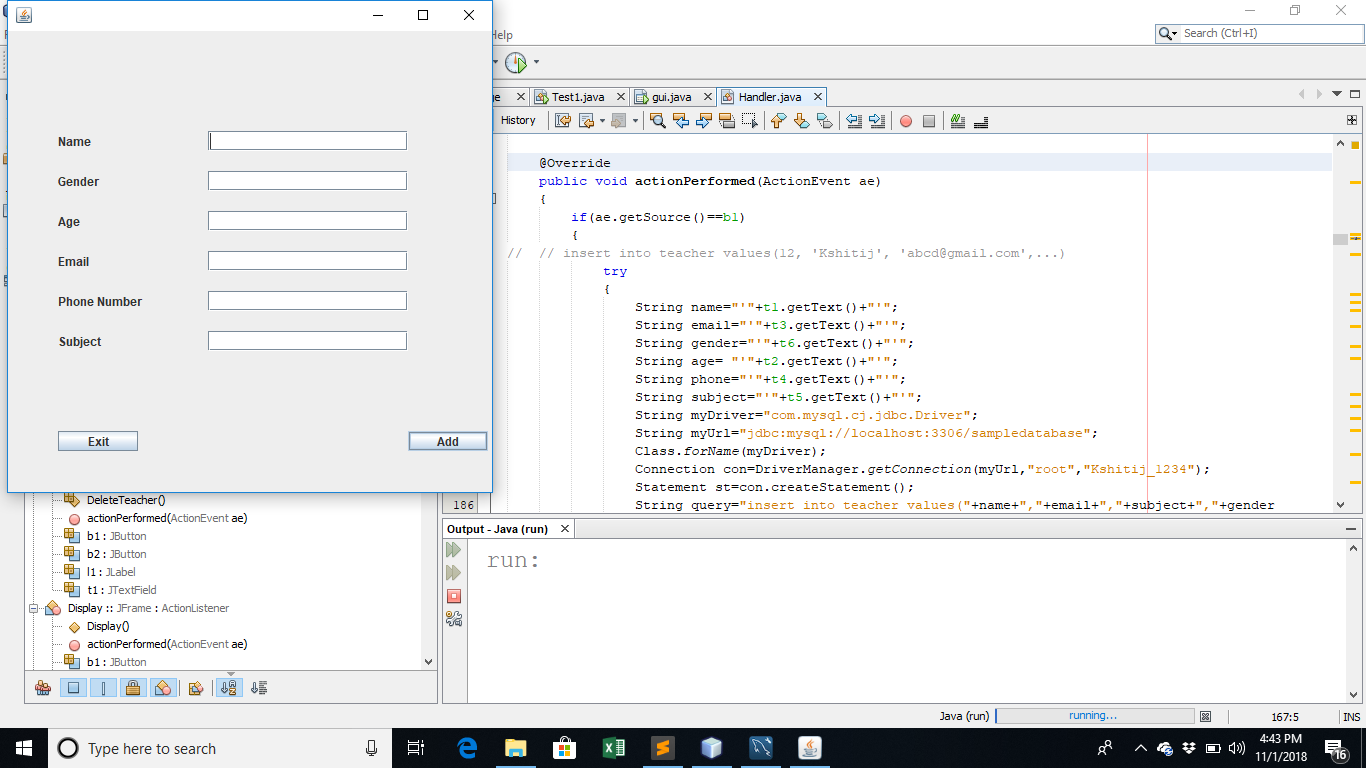 Help
Search (Ctrl+I)
Name
Gender
Age
Email
Phone Number
Subject
Exit
Add
ge
Test1.java
gui.java
Handler.java
History
@Override
public void actionPerformed(ActionEvent ae)
{
if(ae.getSource()==b1)
{
// // insert into teacher values(12, 'Kshitij', 'abcd@gmail.com',...)
try
{
String name="'"+t1.getText()+"'";
String email="'"+t3.getText()+"'";
String gender="'"+t6.getText()+"'";
String age= "'"+t2.getText()+"'";
String phone="'"+t4.getText()+"'";
String subject="'"+t5.getText()+"'";
String myDriver="com.mysql.cj.jdbc.Driver";
String myUrl="jdbc:mysql://localhost:3306/sampledatabase";
Class.forName(myDriver);
Connection con=DriverManager.getConnection(myUrl,"root","Kshitij_1234");
Statement st=con.createStatement();
186 String query="insert into teacher values("+name+","+email+","+subject+","+gender
DeleteTeacher()
actionPerformed(ActionEvent ae)
b1 : JButton
b2 : JButton
l1 : JLabel
t1 : JTextField
Display :: JFrame : ActionListener
Display()
actionPerformed(ActionEvent ae)
b1 : JButton
Output - Java (run)
run:
Java (run)
running...
167:5
INS
Type here to search
4:43 PM
11/1/2018
16